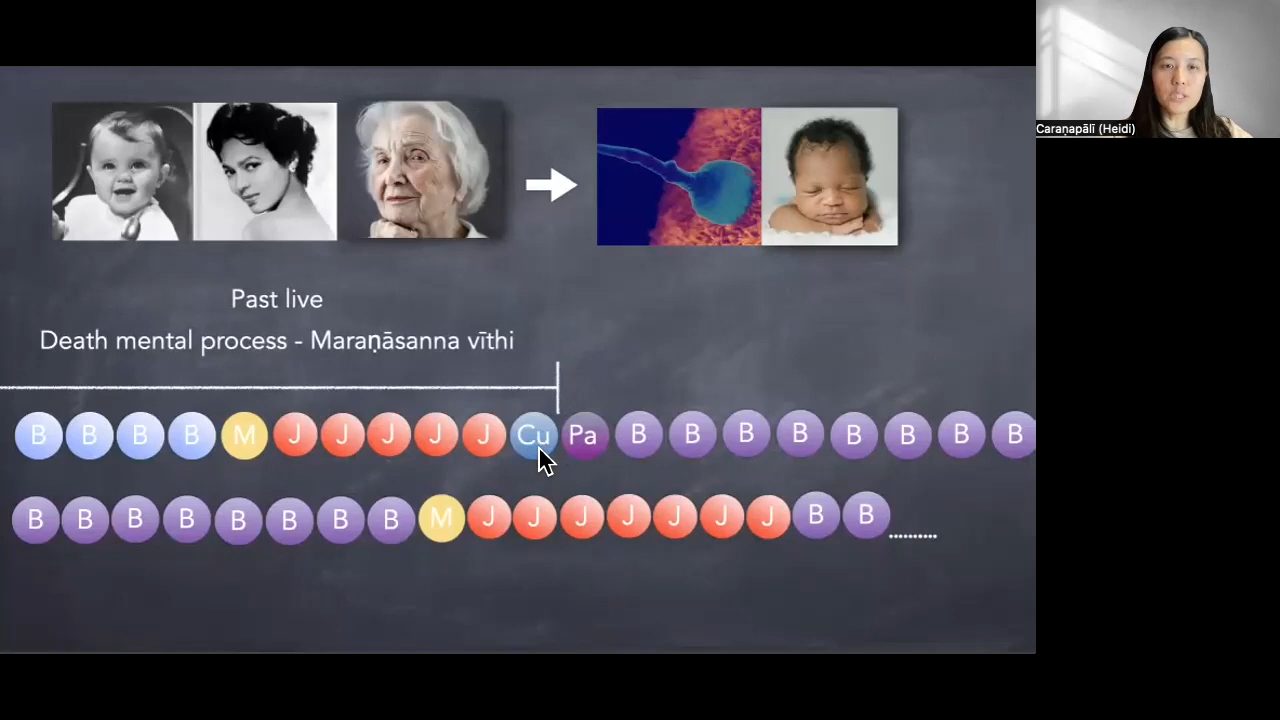 Caraṇapālī (Heidi)
Past live
Death mental process - Maraṇāsanna vīthi
B B B B M J J J J J Cu Pa B B B B B B B B
B B B B B B B B M J J J J J J J B B ..........